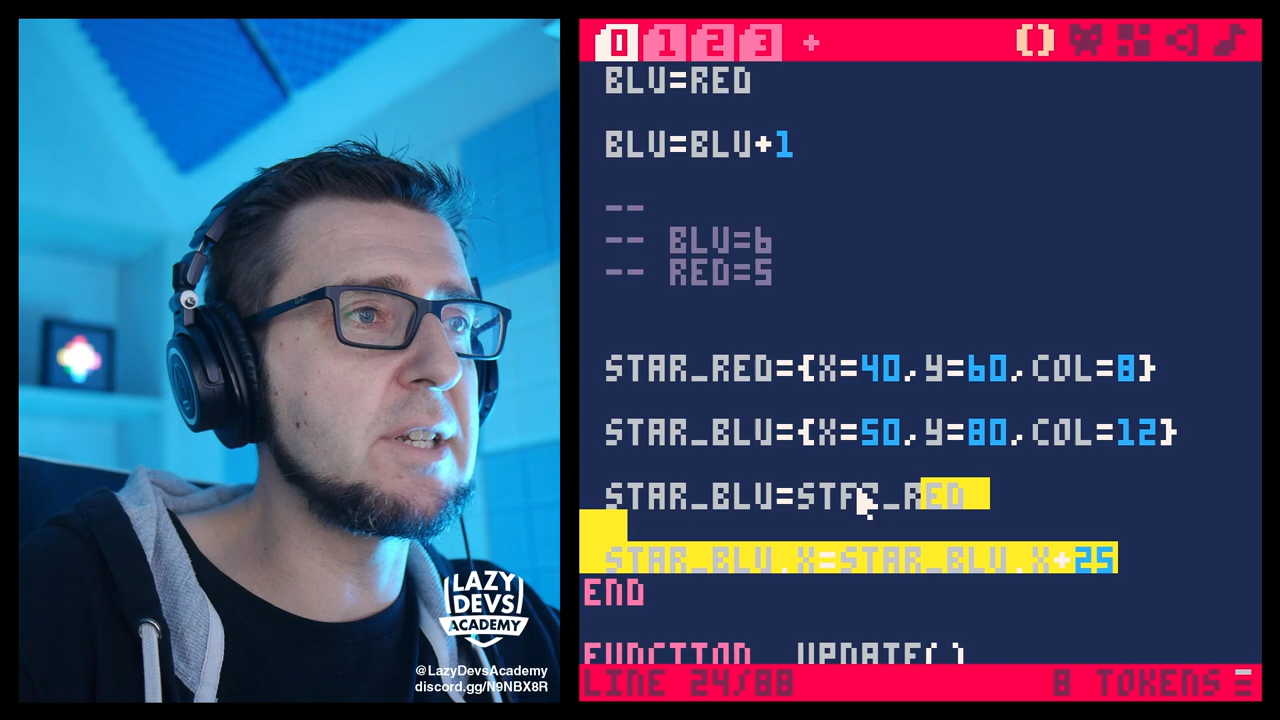 0 1 2 3 +
BLU=RED
BLU=BLU+1
--
-- BLU=6
-- RED=5
STAR_RED={X=40,Y=60,COL=8}
STAR_BLU={X=50,Y=80,COL=12}
STAR_BLU=STAR_RED
STAR_BLU.X=STAR_BLU.X+25
END
FUNCTION _UPDATE()
LINE 24/88 8 TOKENS
LAZY
DEVS
ACADEMY
@LazyDevsAcademy
discord.gg/N9NBX8R